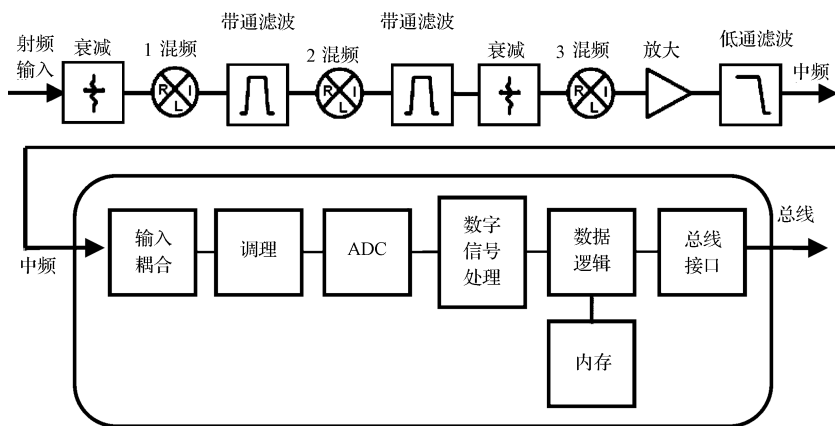 射频
输入
衰减
1 混频
带通滤波
2 混频
带通滤波
衰减
3 混频
放大
低通滤波
中频
R
L
I
R
L
I
R
L
I
中频
输入
耦合
调理
ADC
数字
信号
处理
数据
逻辑
总线
接口
总线
内存